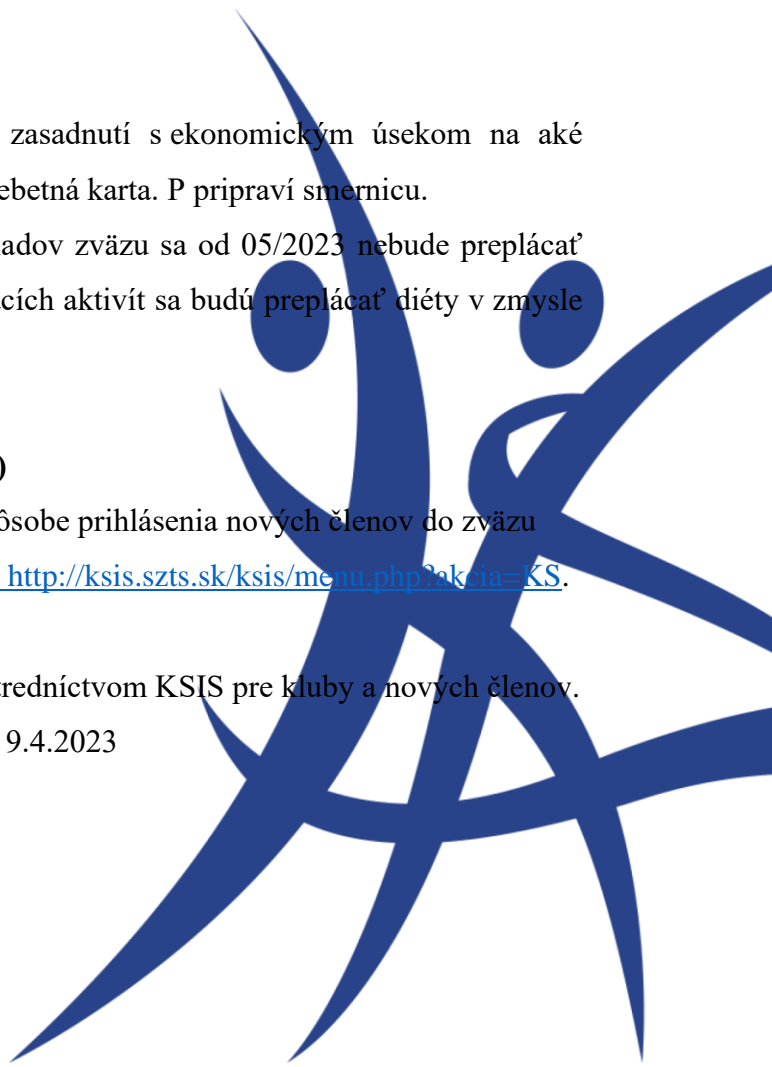 zasadnutí s ekonomickým úsekom na aké
ebetná karta. P pripraví smernicu.
adov zväzu sa od 05/2023 nebude preplácať
cích aktivít sa budú preplácať diéty v zmysle
)
ôsobe prihlásenia nových členov do zväzu
http://ksis.szts.sk/ksis/menu.php?akcia=KS.
tredníctvom KSIS pre kluby a nových členov.
9.4.2023